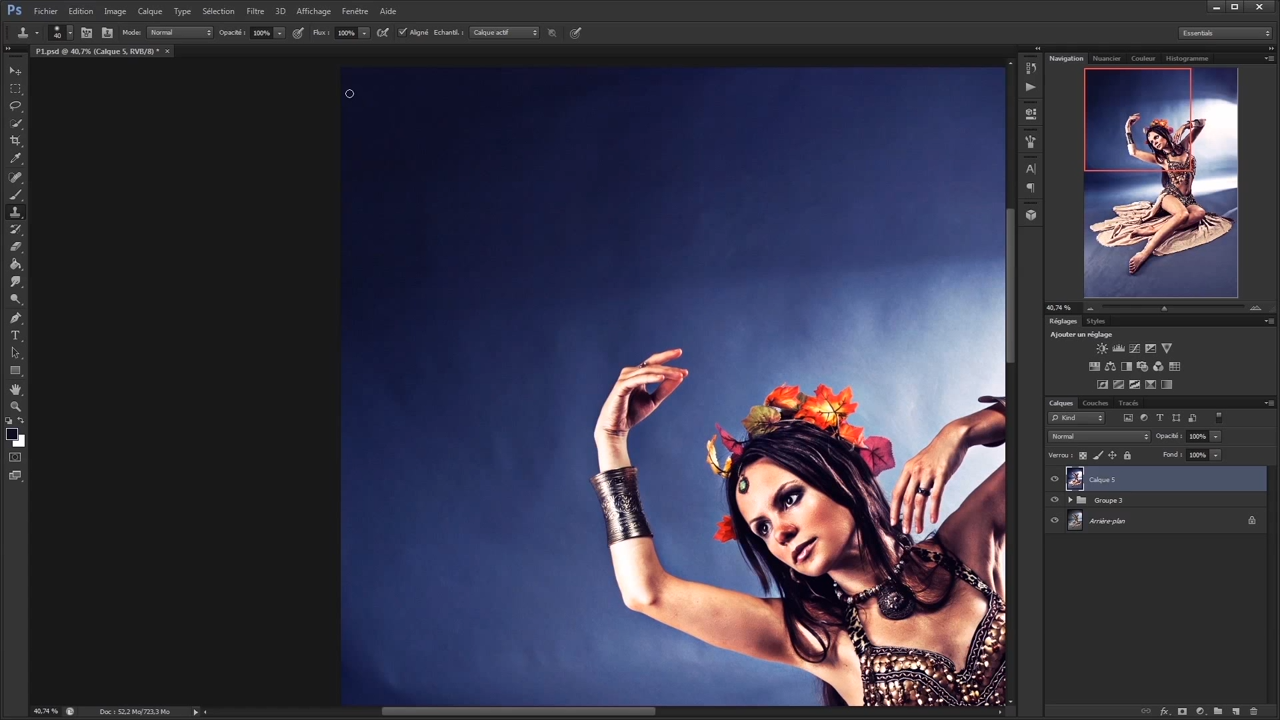 Ps Fichier Edition Image Calque Type Sélection Filtre 3D Affichage Fenêtre Aide
40 Mode: Normal Opacité: 100% Flux: 100% Aligné Echantil.: Calque actif Essentials
P1.psd @ 40,7% (Calque 5, RVB/8) * ×
Navigation Nuancier Couleur Histogramme
40,74 %
Réglages Styles
Ajouter un réglage
Calques Couches Tracés
Kind
Normal Opacité: 100%
Verrou: Fond: 100%
Calque 5
Groupe 3
Arrière-plan
40,74 % Doc : 52,2 Mo/723,3 Mo
fx